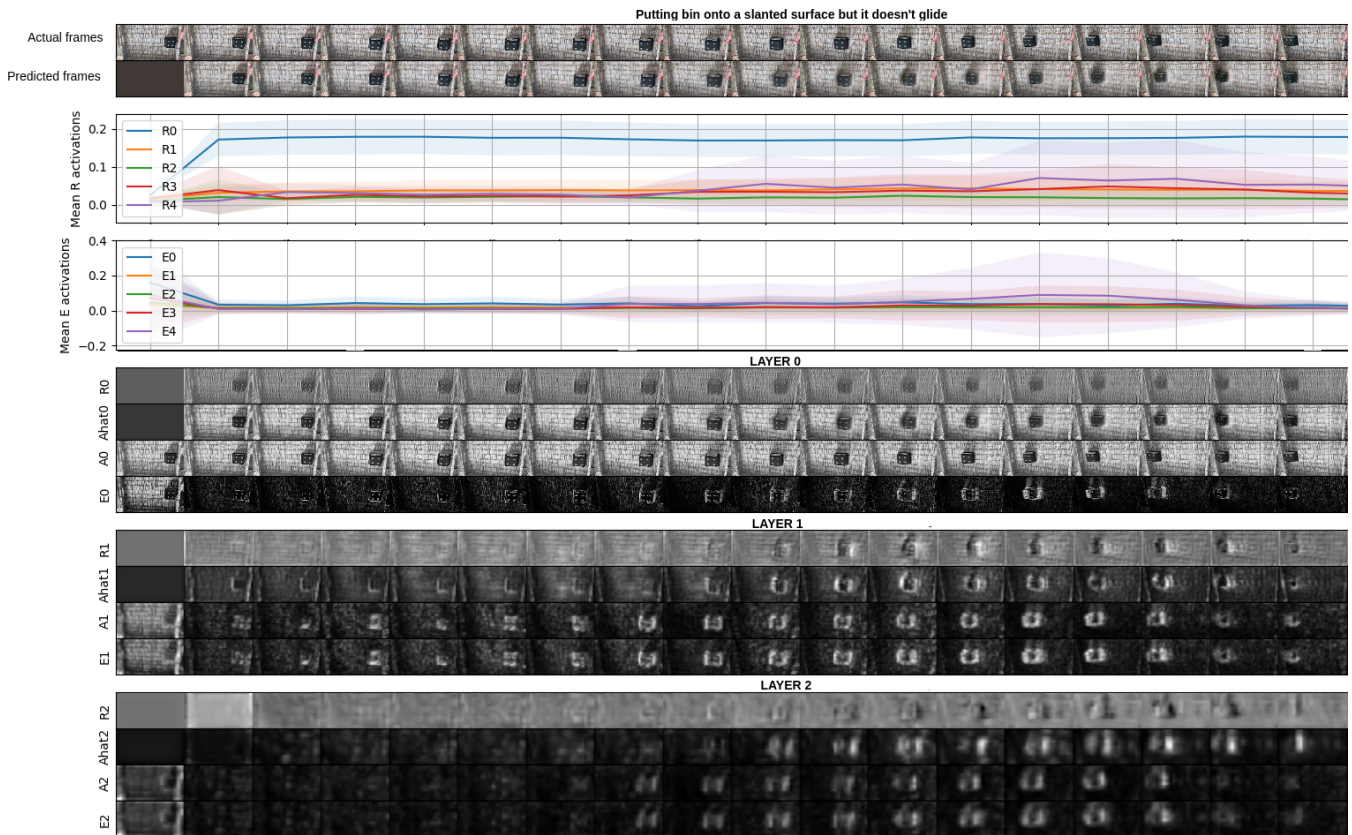 Putting bin onto a slanted surface but it doesn't glide
Actual frames
Predicted frames
Mean R activations
0.2
0.1
0.0
R0
R1
R2
R3
R4
Mean E activations
0.4
0.2
0.0
−0.2
E0
E1
E2
E3
E4
LAYER 0
R0
Ahat0
A0
E0
LAYER 1
R1
Ahat1
A1
E1
LAYER 2
R2
Ahat2
A2
E2